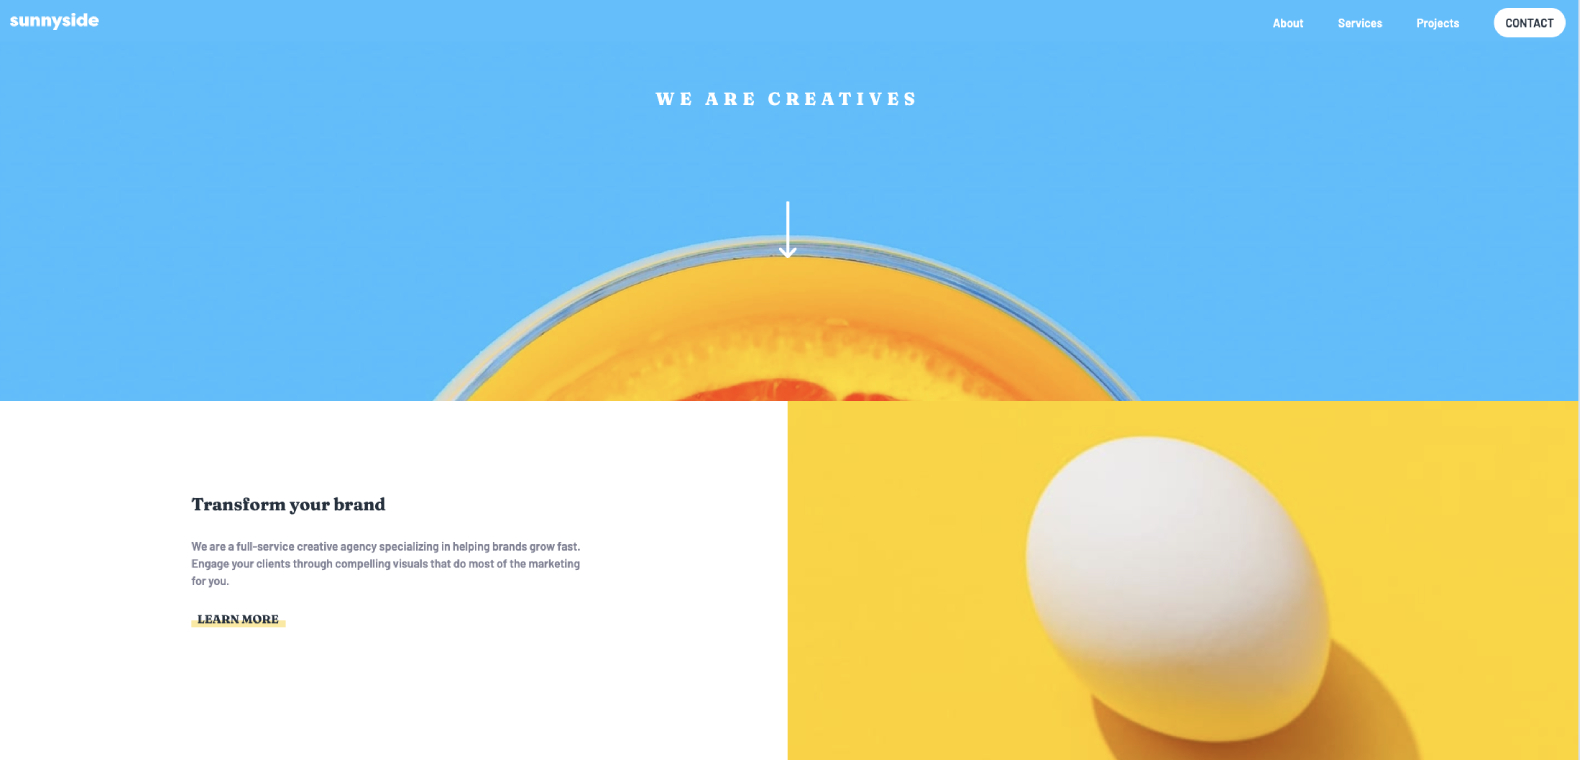 sunnyside
About Services Projects CONTACT
WE ARE CREATIVES
Transform your brand
We are a full-service creative agency specializing in helping brands grow fast.
Engage your clients through compelling visuals that do most of the marketing
for you.
LEARN MORE